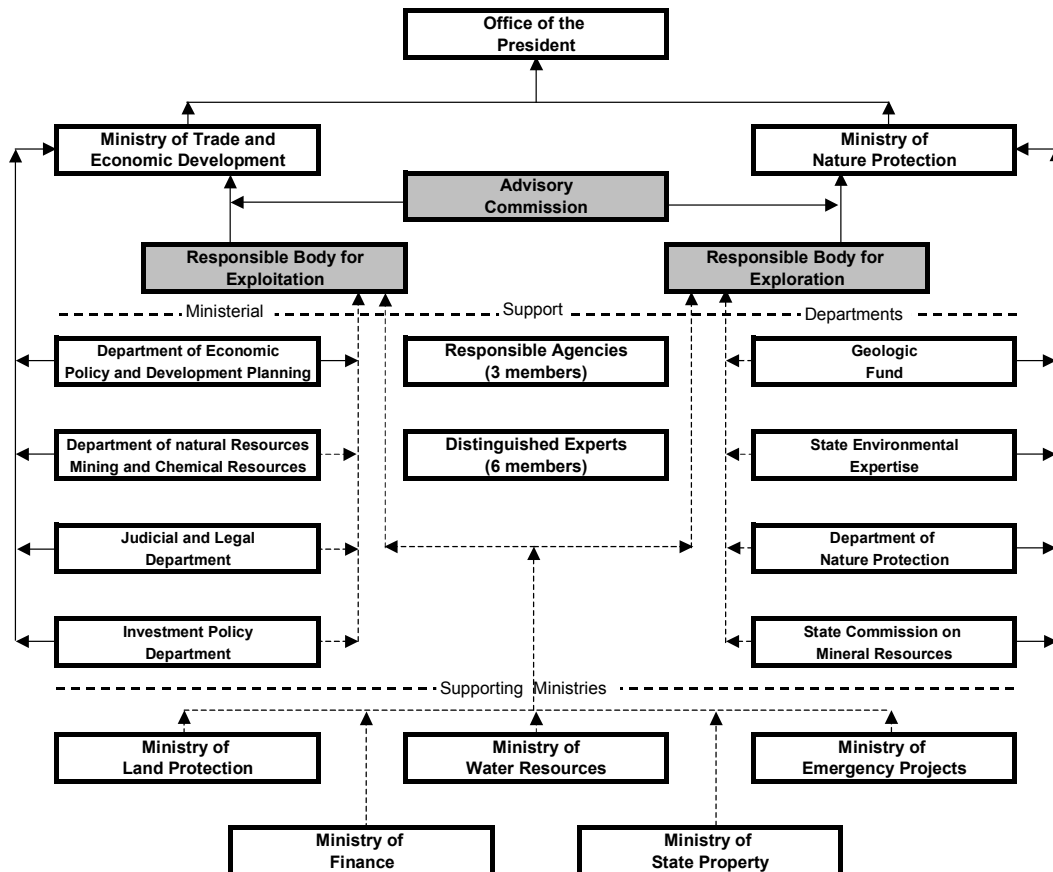 Office of the
President
Ministry of Trade and
Economic Development
Ministry of
Nature Protection
Advisory
Commission
Responsible Body for
Exploitation
Responsible Body for
Exploration
Ministerial Support Departments
Department of Economic
Policy and Development Planning
Responsible Agencies
(3 members)
Geologic
Fund
Department of natural Resources
Mining and Chemical Resources
Distinguished Experts
(6 members)
State Environmental
Expertise
Judicial and Legal
Department
Department of
Nature Protection
Investment Policy
Department
State Commission on
Mineral Resources
Supporting Ministries
Ministry of
Land Protection
Ministry of
Water Resources
Ministry of
Emergency Projects
Ministry of
Finance
Ministry of
State Property